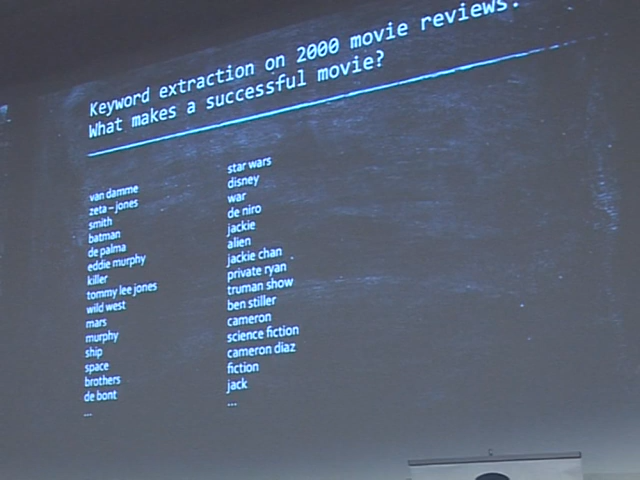 Keyword extraction on 2000 movie reviews:
What makes a successful movie?
van damme
zeta – jones
smith
batman
de palma
eddie murphy
killer
tommy lee jones
wild west
mars
murphy
ship
space
brothers
de bont
...
star wars
disney
war
de niro
jackie
alien
jackie chan
private ryan
truman show
ben stiller
cameron
science fiction
cameron diaz
fiction
jack
...